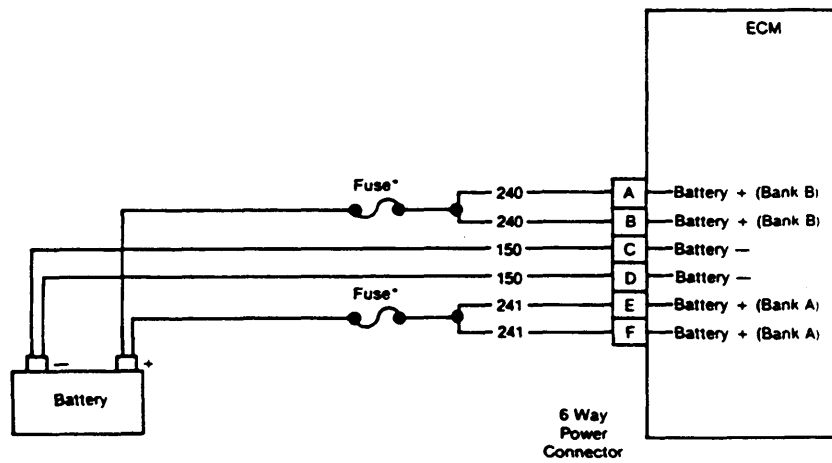 ECM
Fuse*
240 A Battery + (Bank B)
240 B Battery + (Bank B)
150 C Battery —
150 D Battery —
Fuse*
241 E Battery + (Bank A)
241 F Battery + (Bank A)
— +
Battery
6 Way
Power
Connector